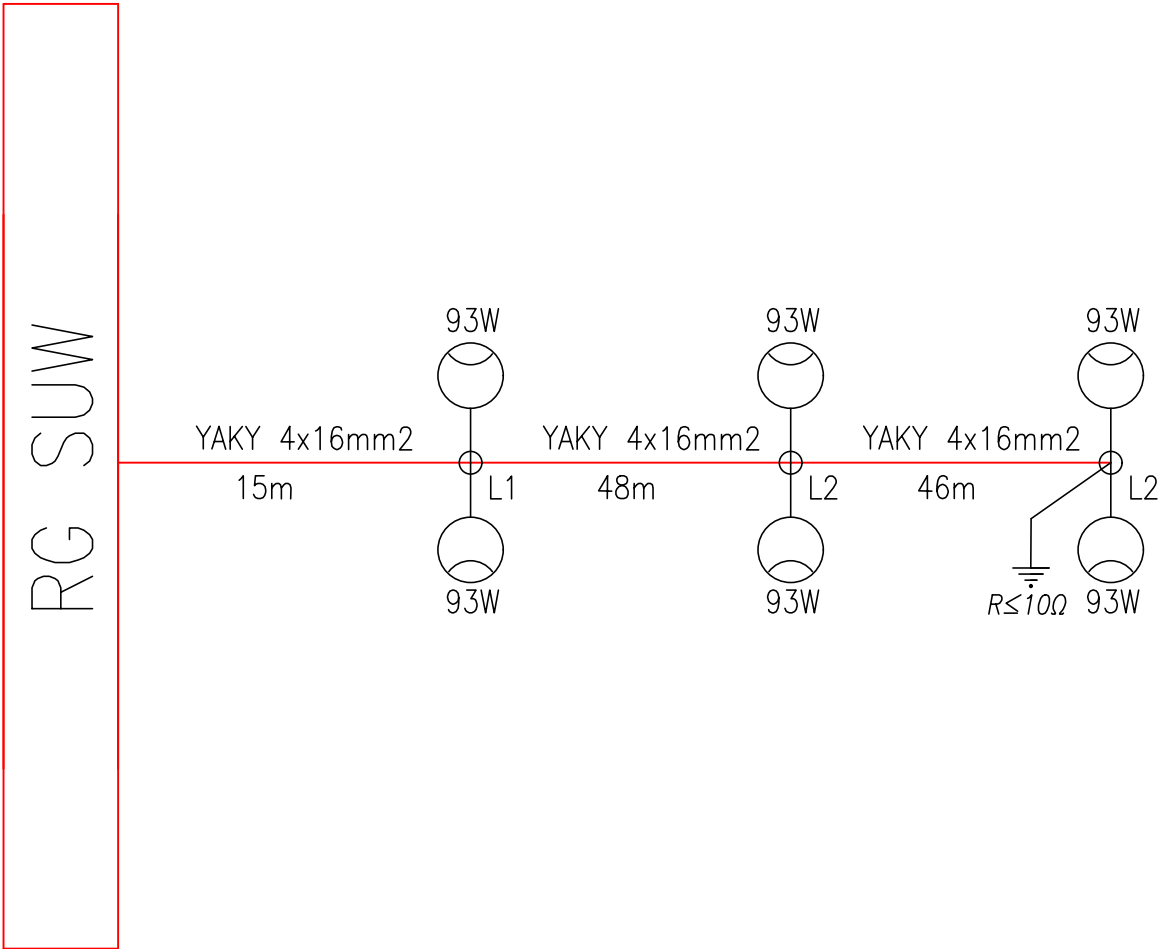 RG SUW
93W
93W
93W
YAKY 4x16mm2
YAKY 4x16mm2
YAKY 4x16mm2
15m
L1
48m
L2
46m
L2
93W
93W
R≤10Ω
93W